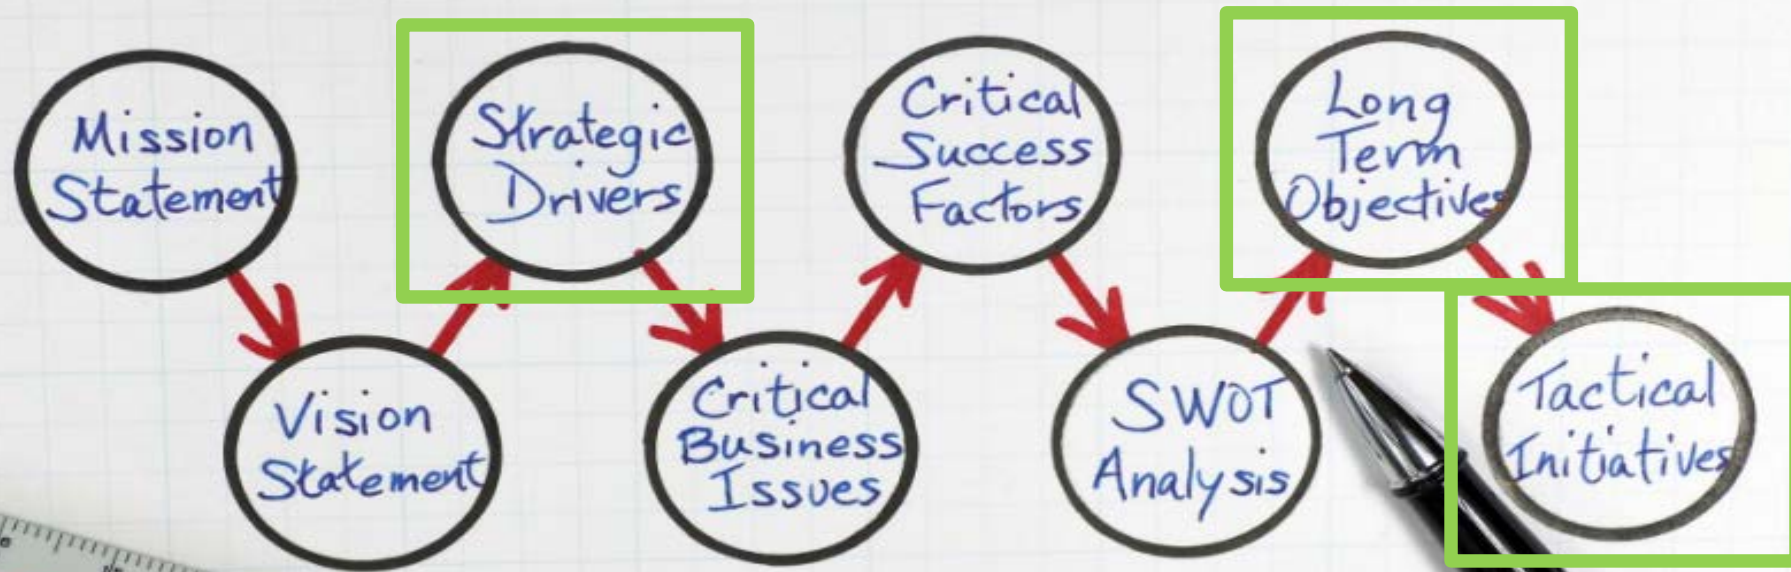 Mission
Statement
Vision
Statement
Strategic
Drivers
Critical
Business
Issues
Critical
Success
Factors
SWOT
Analysis
Long
Term
Objectives
Tactical
Initiatives